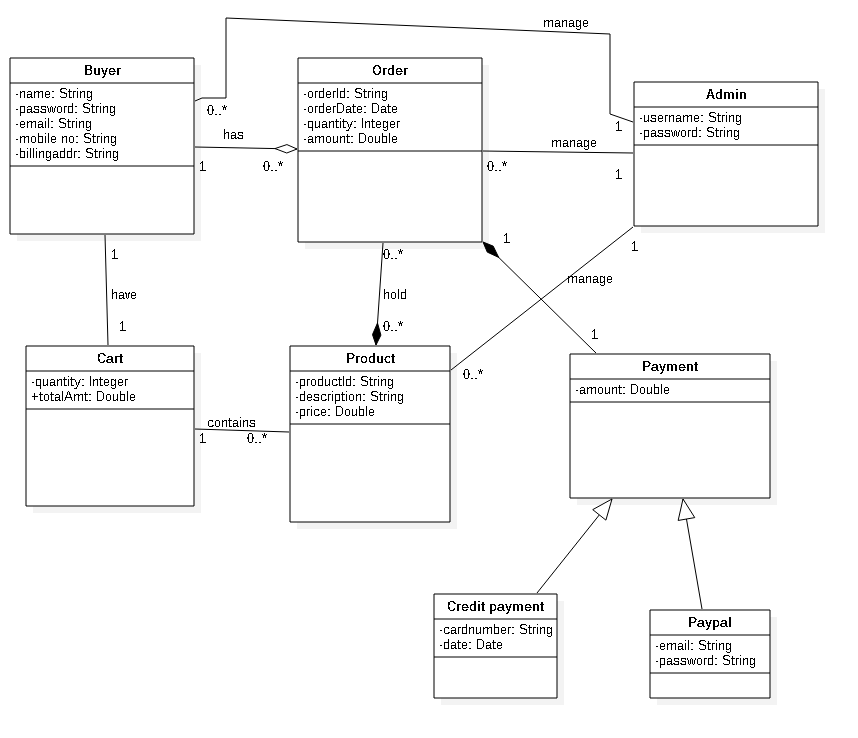 manage
Buyer
-name: String
-password: String
-email: String
-mobile no: String
-billingaddr: String
Order
-orderId: String
-orderDate: Date
-quantity: Integer
-amount: Double
Admin
-username: String
-password: String
0..*
1
has
1
0..*
manage
0..*
1
1
have
1
0..*
hold
0..*
1
1
manage
1
0..*
Cart
-quantity: Integer
+totalAmt: Double
contains
1
0..*
Product
-productId: String
-description: String
-price: Double
Payment
-amount: Double
Credit payment
-cardnumber: String
-date: Date
Paypal
-email: String
-password: String